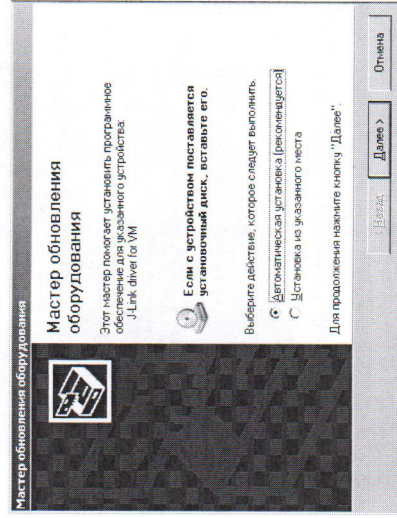 Мастер обновления оборудования
Мастер обновления
оборудования
Этот мастер помогает установить программное
обеспечение для указанного устройства:
J-Link driver for VM
Если с устройством поставляется
установочный диск, вставьте его.
Выберите действие, которое следует выполнить.
Автоматическая установка [рекомендуется]
Установка из указанного места
Для продолжения нажмите кнопку "Далее".
< Назад
Далее >
Отмена